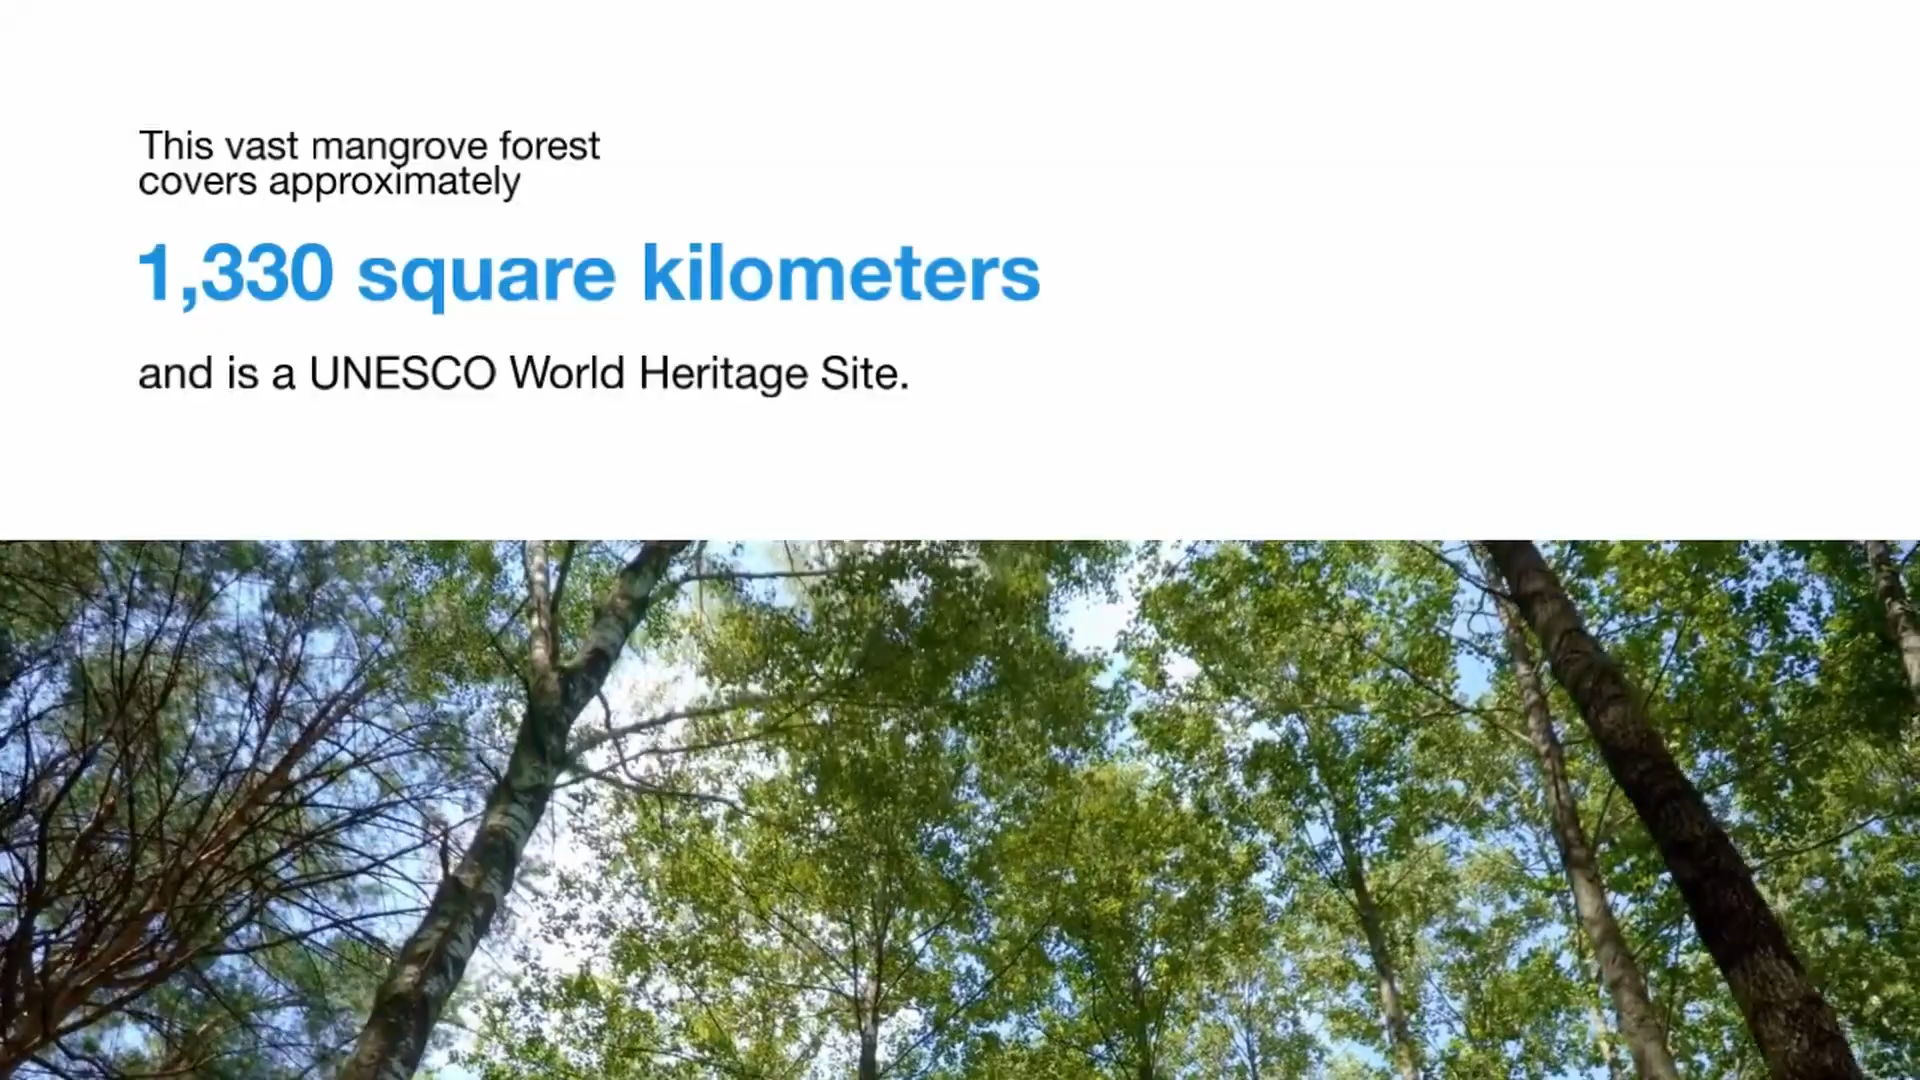 This vast mangrove forest
covers approximately
1,330 square kilometers
and is a UNESCO World Heritage Site.